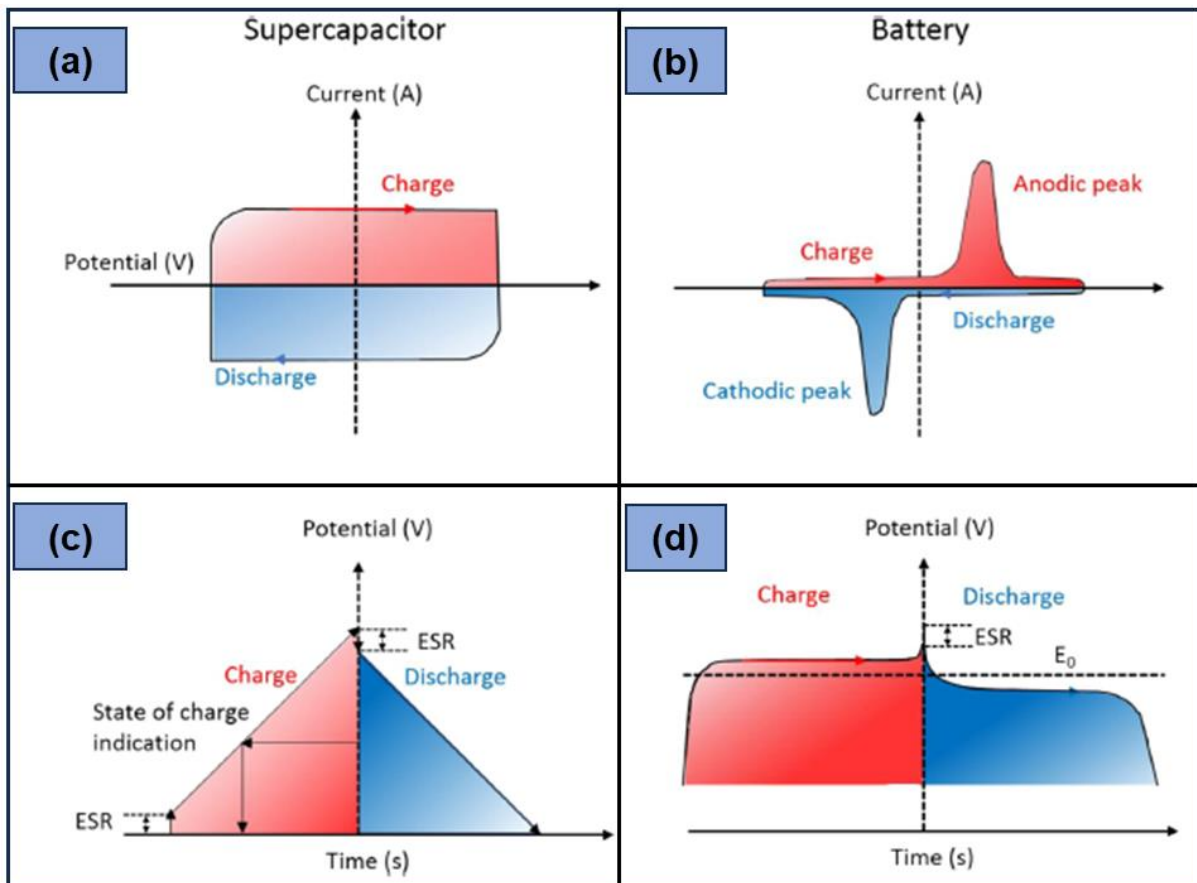 Supercapacitor
(a)
Current (A)
Charge
Potential (V)
Discharge
Battery
(b)
Current (A)
Anodic peak
Charge
Discharge
Cathodic peak
(c)
Potential (V)
ESR
Charge
Discharge
State of charge
indication
ESR
Time (s)
(d)
Potential (V)
Charge
Discharge
ESR
E₀
Time (s)